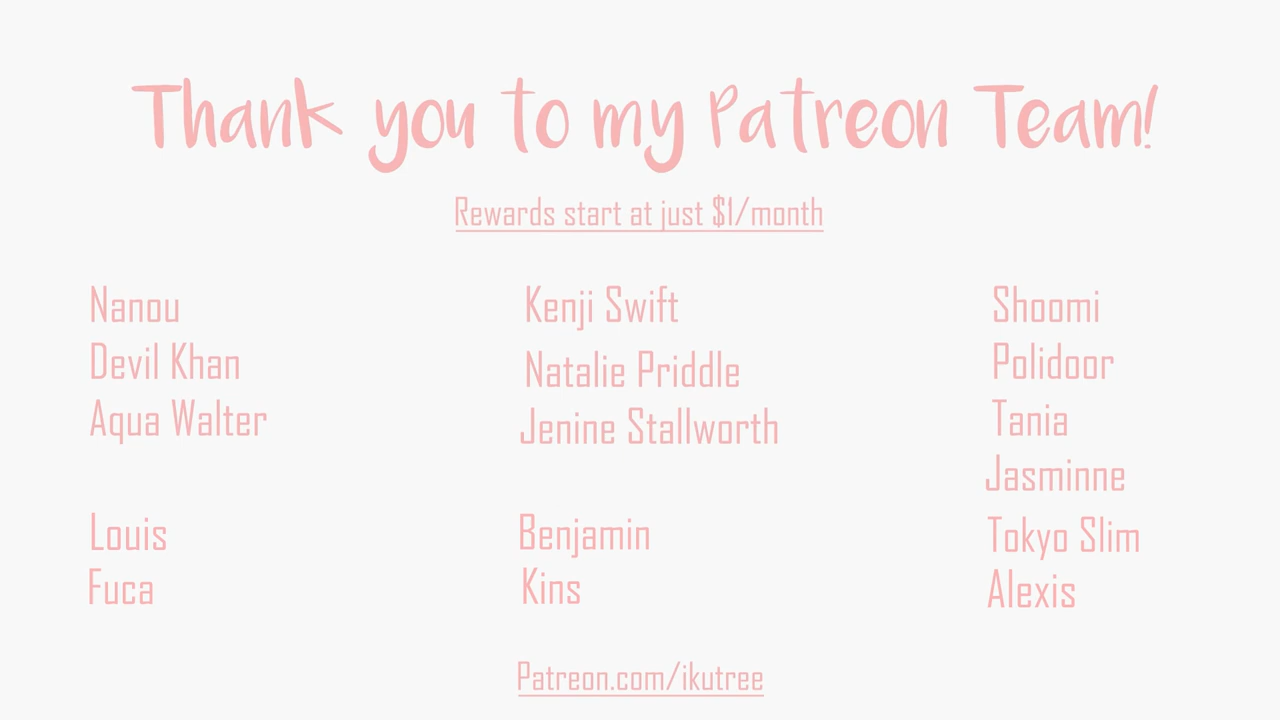 Thank you to my Patreon Team!
Rewards start at just $1/month
Nanou
Devil Khan
Aqua Walter
Louis
Fuca
Kenji Swift
Natalie Priddle
Jenine Stallworth
Benjamin
Kins
Shoomi
Polidoor
Tania
Jasminne
Tokyo Slim
Alexis
Patreon.com/ikutree